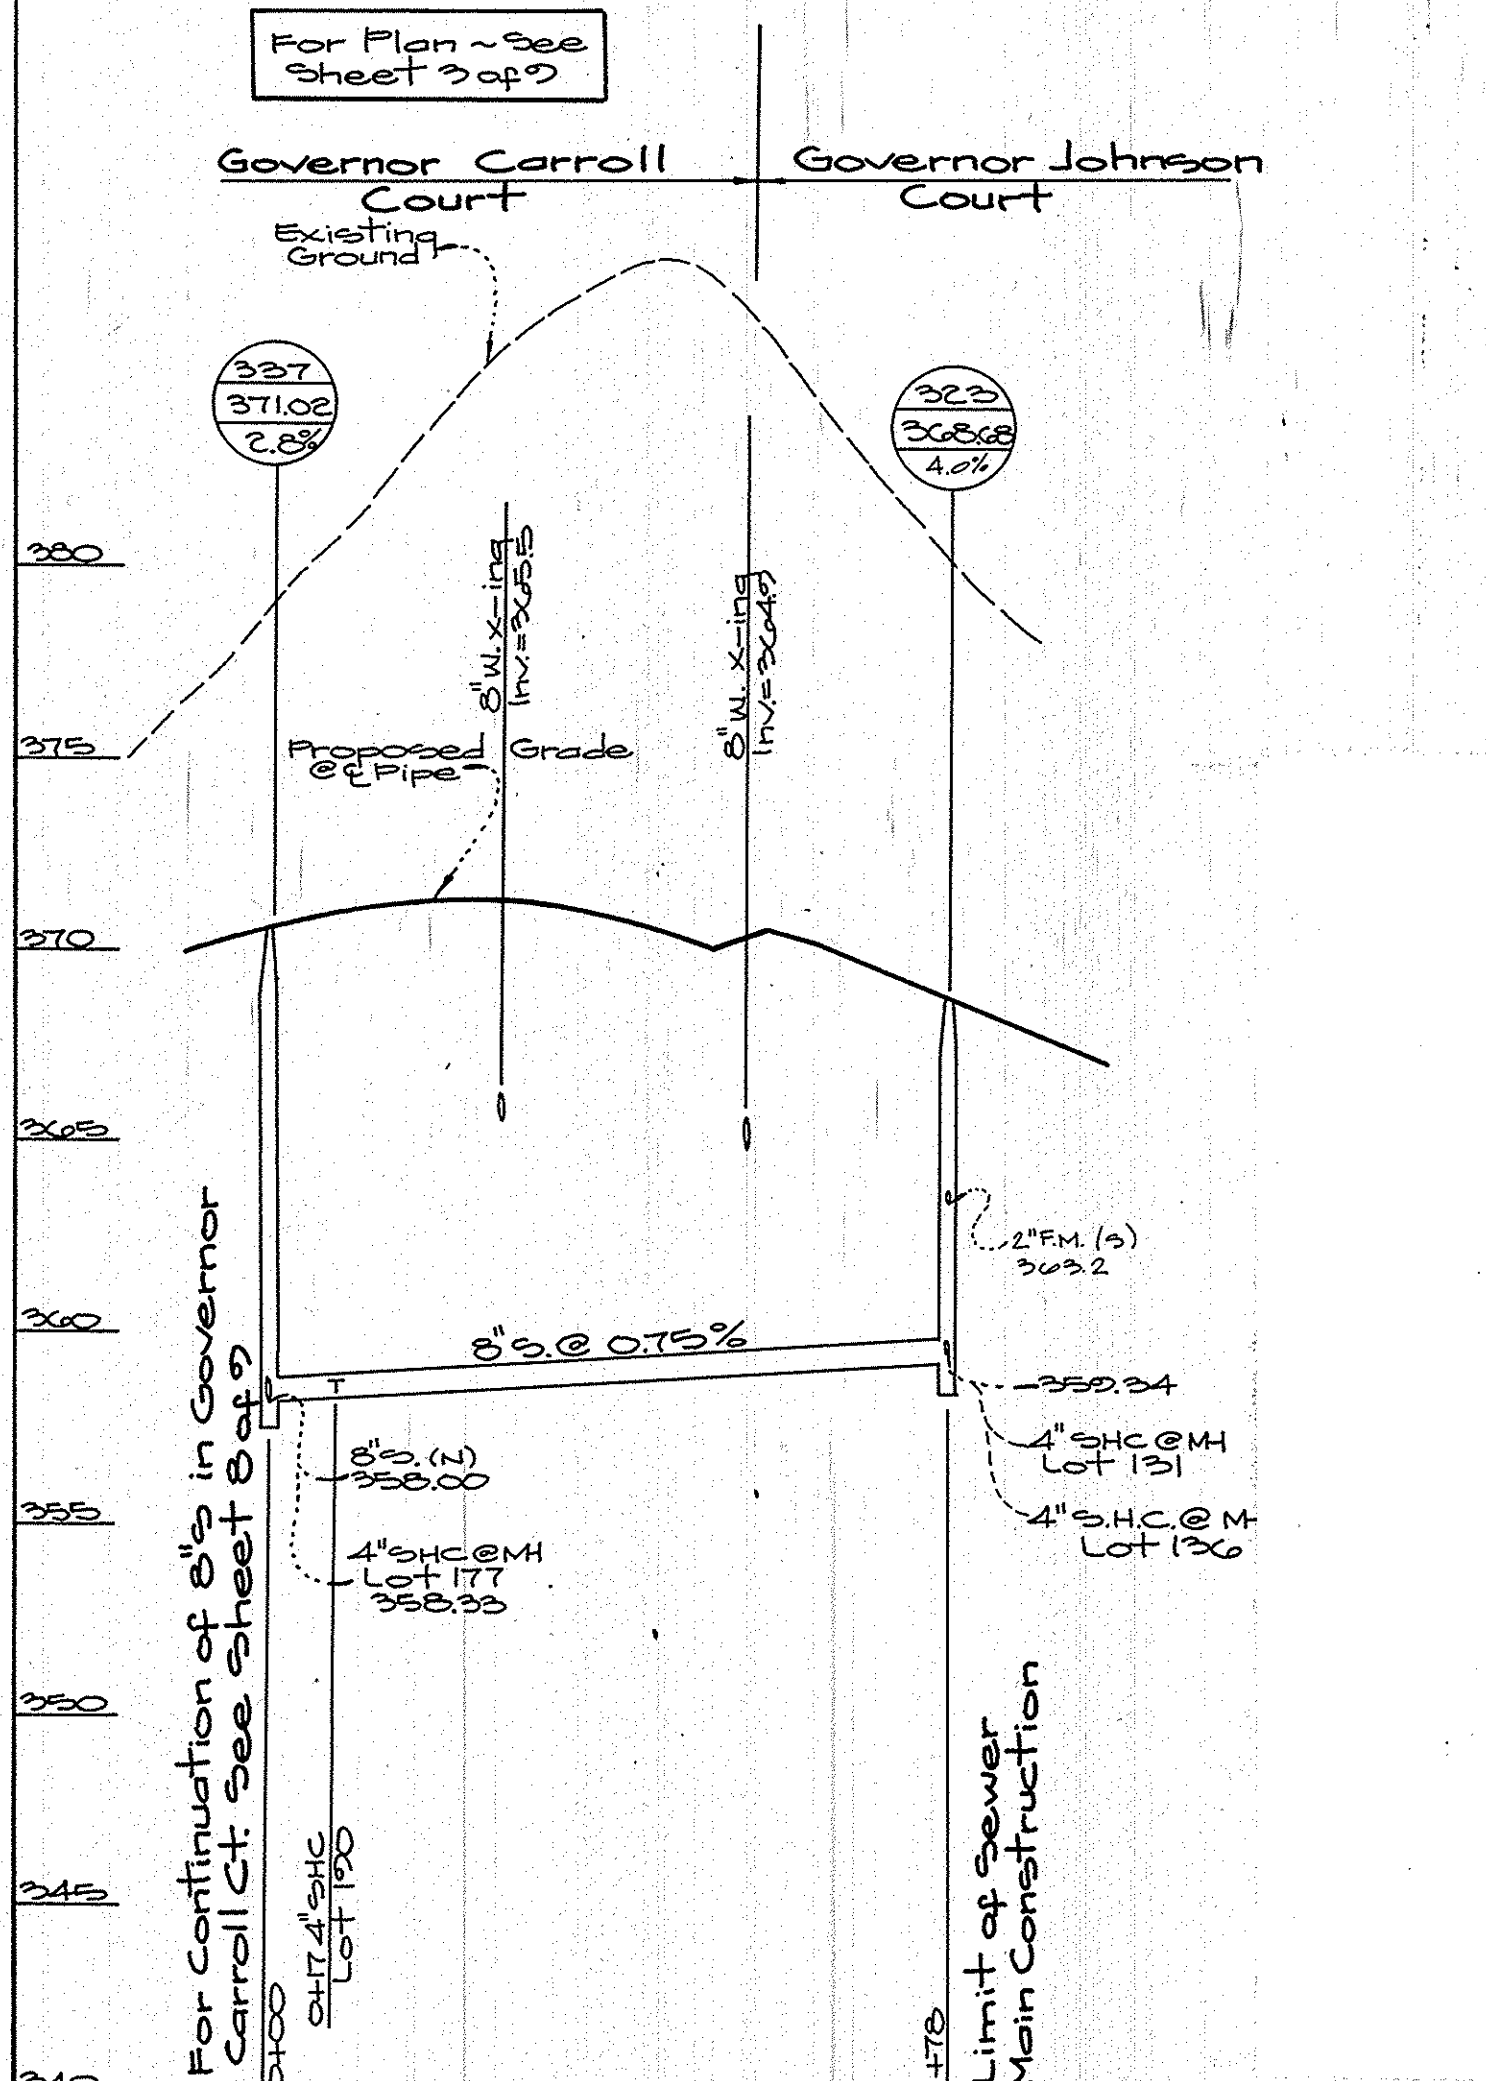 For Plan ~ See
Sheet 3 of 9
Governor Carroll
Court
Governor Johnson
Court
Existing
Ground
337
371.02
2.8%
323
368.68
4.0%
380
8" W. X-ing
Inv.=365.5
8" W. X-ing
Inv.=364.9
375
Proposed Grade
@ ℄ Pipe
370
365
2" F.M. (S)
363.2
360
8" S. @ 0.75%
359.34
8" S. (N)
358.00
4" SHC @ MH
Lot 131
355
4" S.H.C. @ M
Lot 136
4" SHC @ MH
Lot 177
358.33
350
345
For Continuation of 8" S in Governor
Carroll Ct. See Sheet 8 of 9
0+00
0+17 4" SHC
Lot 190
+78
Limit of Sewer
Main Construction